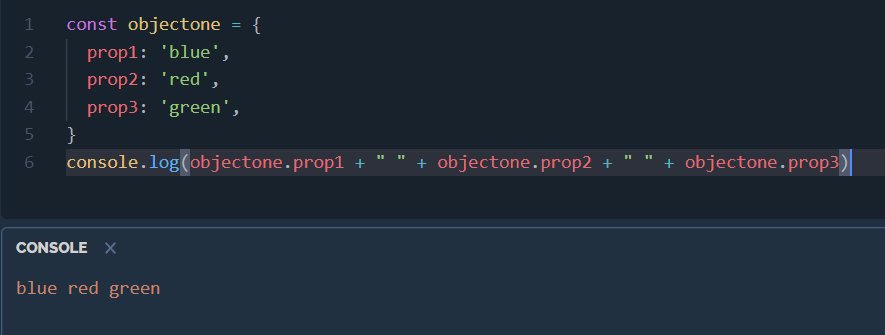 1 const objectone = {
2 prop1: 'blue',
3 prop2: 'red',
4 prop3: 'green',
5 }
6 console.log(objectone.prop1 + " " + objectone.prop2 + " " + objectone.prop3)
CONSOLE X
blue red green